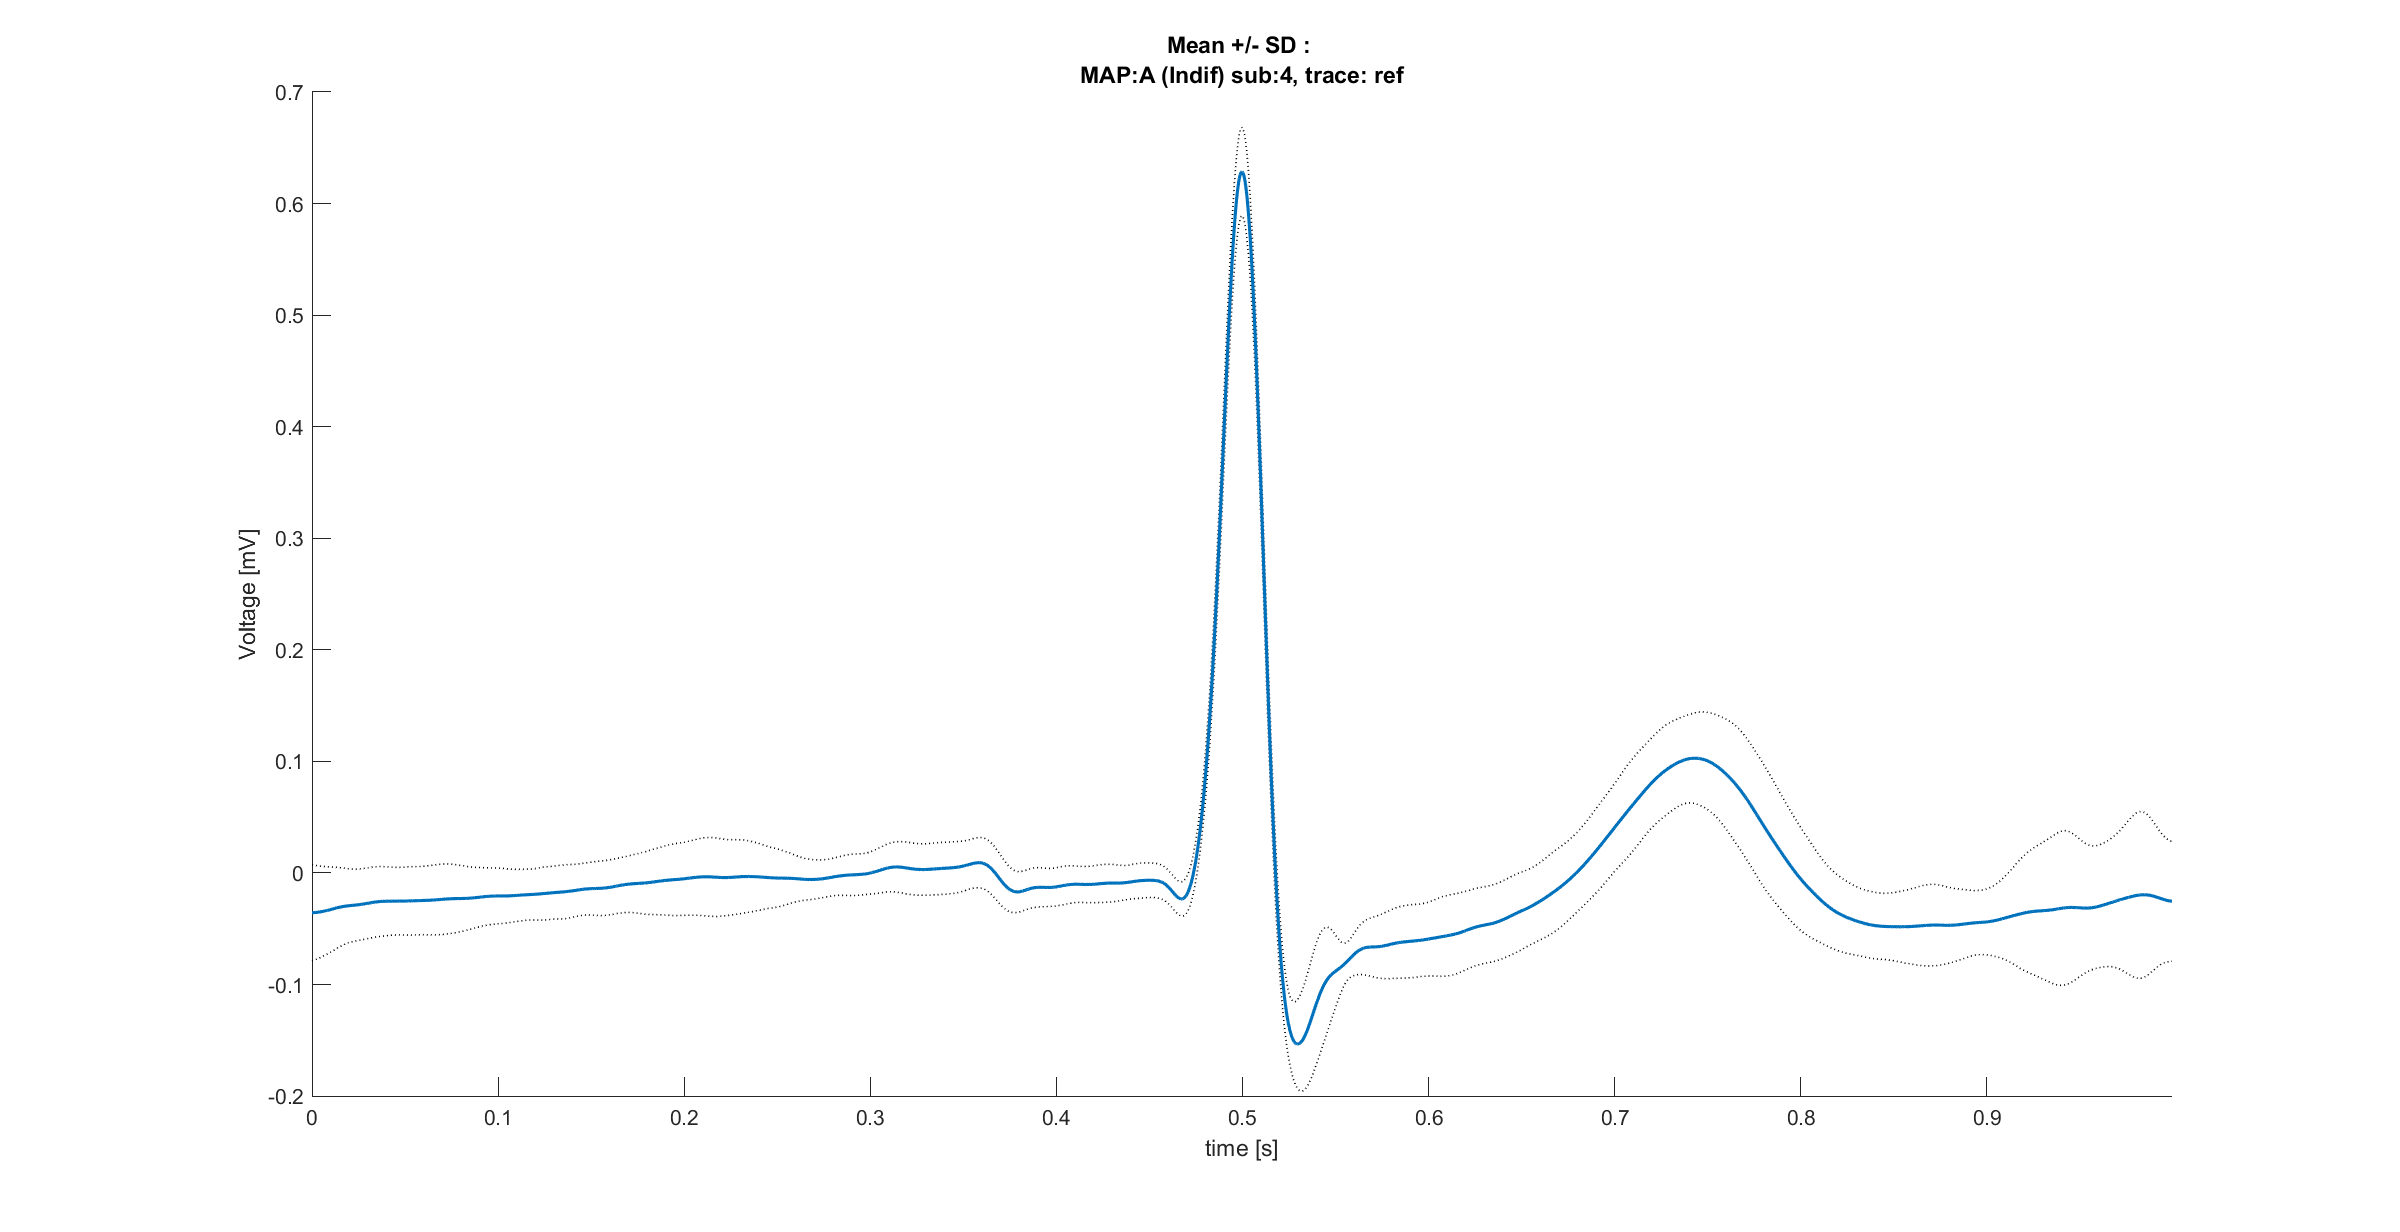 Mean +/- SD :
MAP:A (Indif) sub:4, trace: ref
0.7
0.6
0.5
0.4
0.3
0.2
0.1
0
-0.1
-0.2
Voltage [mV]
0 0.1 0.2 0.3 0.4 0.5 0.6 0.7 0.8 0.9
time [s]